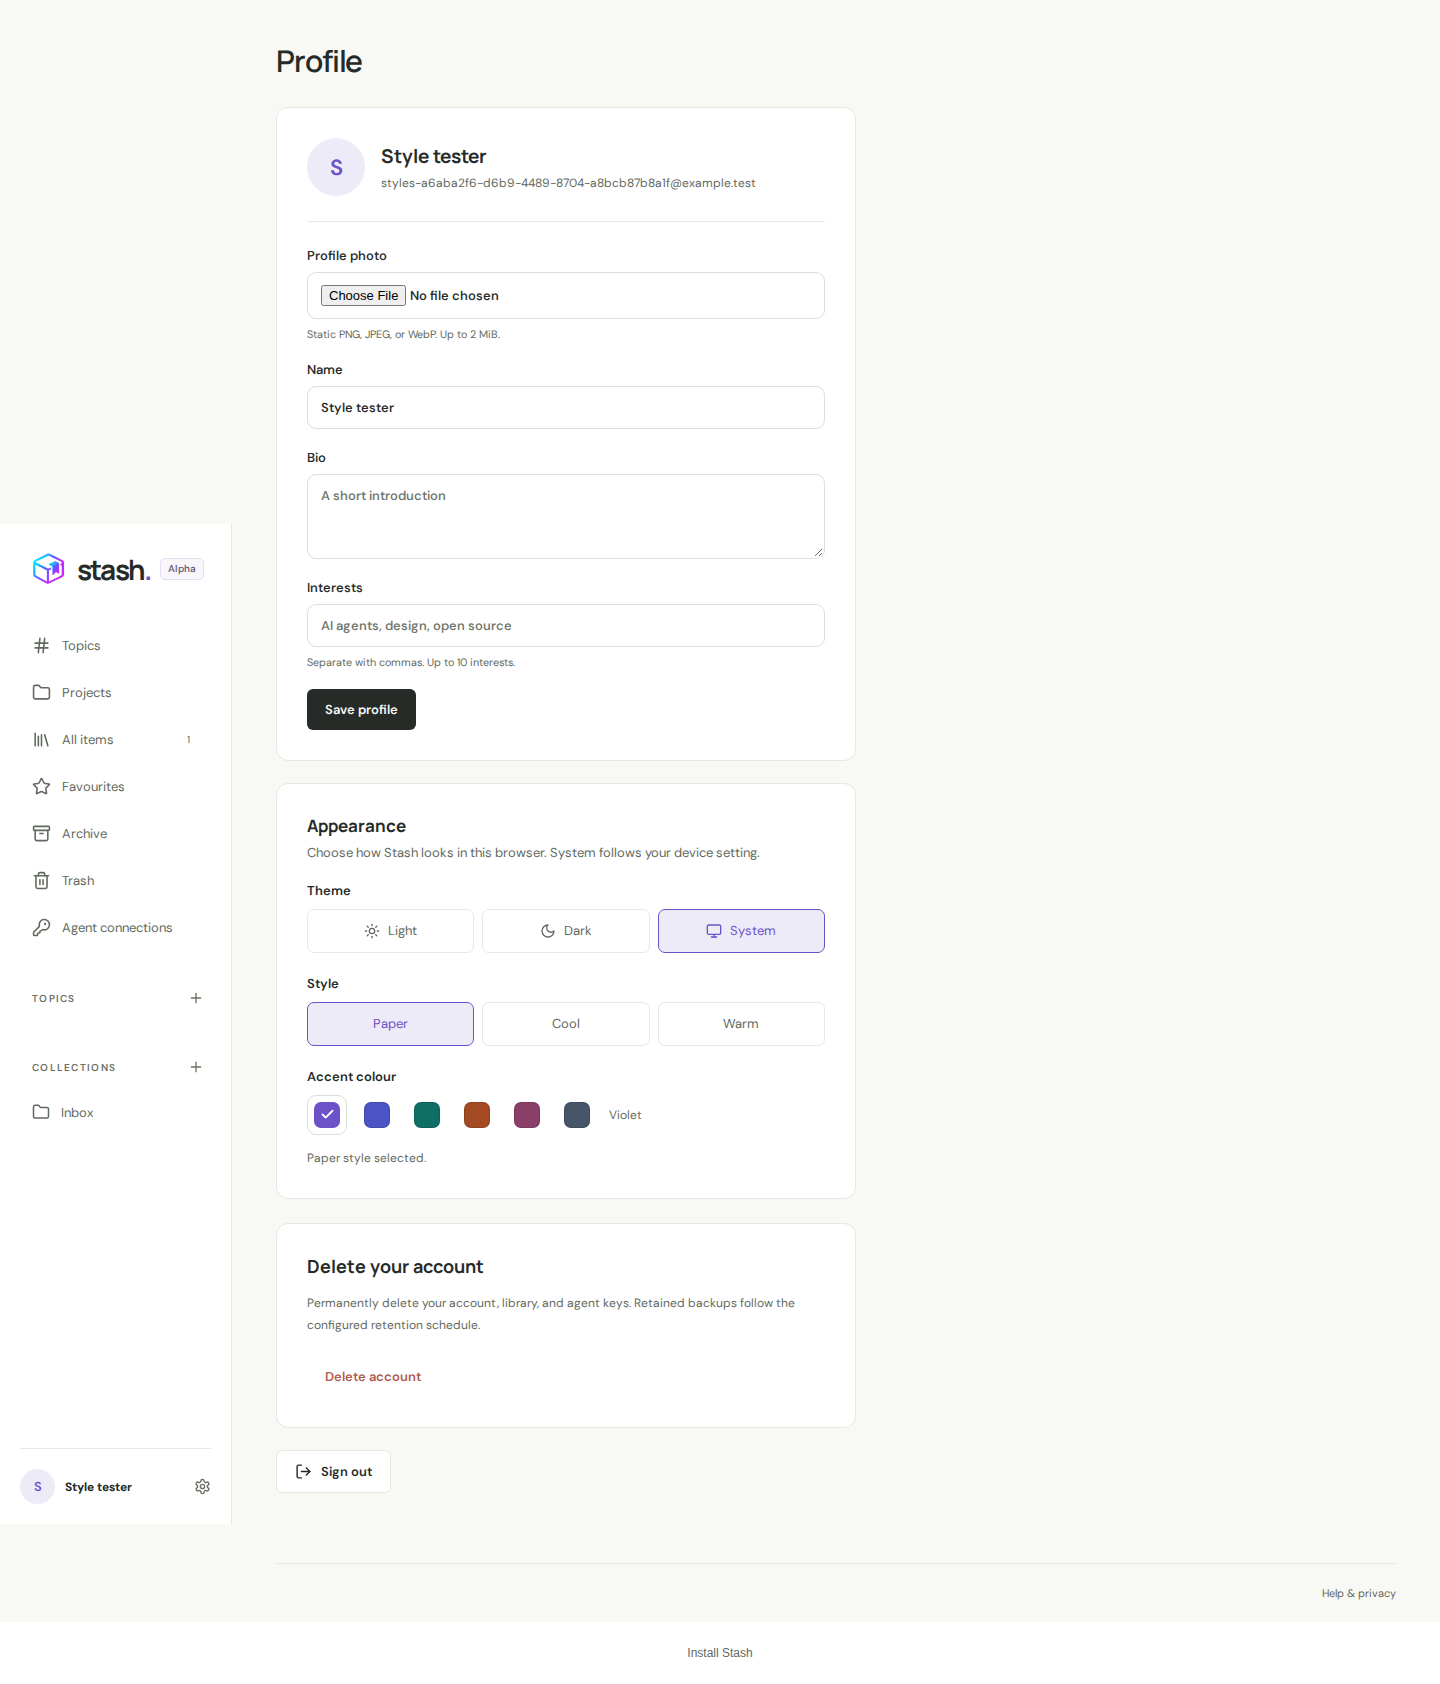 Profile
S
Style tester
styles-a6aba2f6-d6b9-4489-8704-a8bcb87b8a1f@example.test
Profile photo
Choose File No file chosen
Static PNG, JPEG, or WebP. Up to 2 MiB.
Name
Style tester
Bio
A short introduction
Interests
AI agents, design, open source
Separate with commas. Up to 10 interests.
Save profile
stash. Alpha
Topics
Projects
All items 1
Favourites
Archive
Trash
Agent connections
TOPICS
COLLECTIONS
Inbox
S Style tester
Appearance
Choose how Stash looks in this browser. System follows your device setting.
Theme
Light Dark System
Style
Paper Cool Warm
Accent colour
Violet
Paper style selected.
Delete your account
Permanently delete your account, library, and agent keys. Retained backups follow the
configured retention schedule.
Delete account
Sign out
Help & privacy
Install Stash